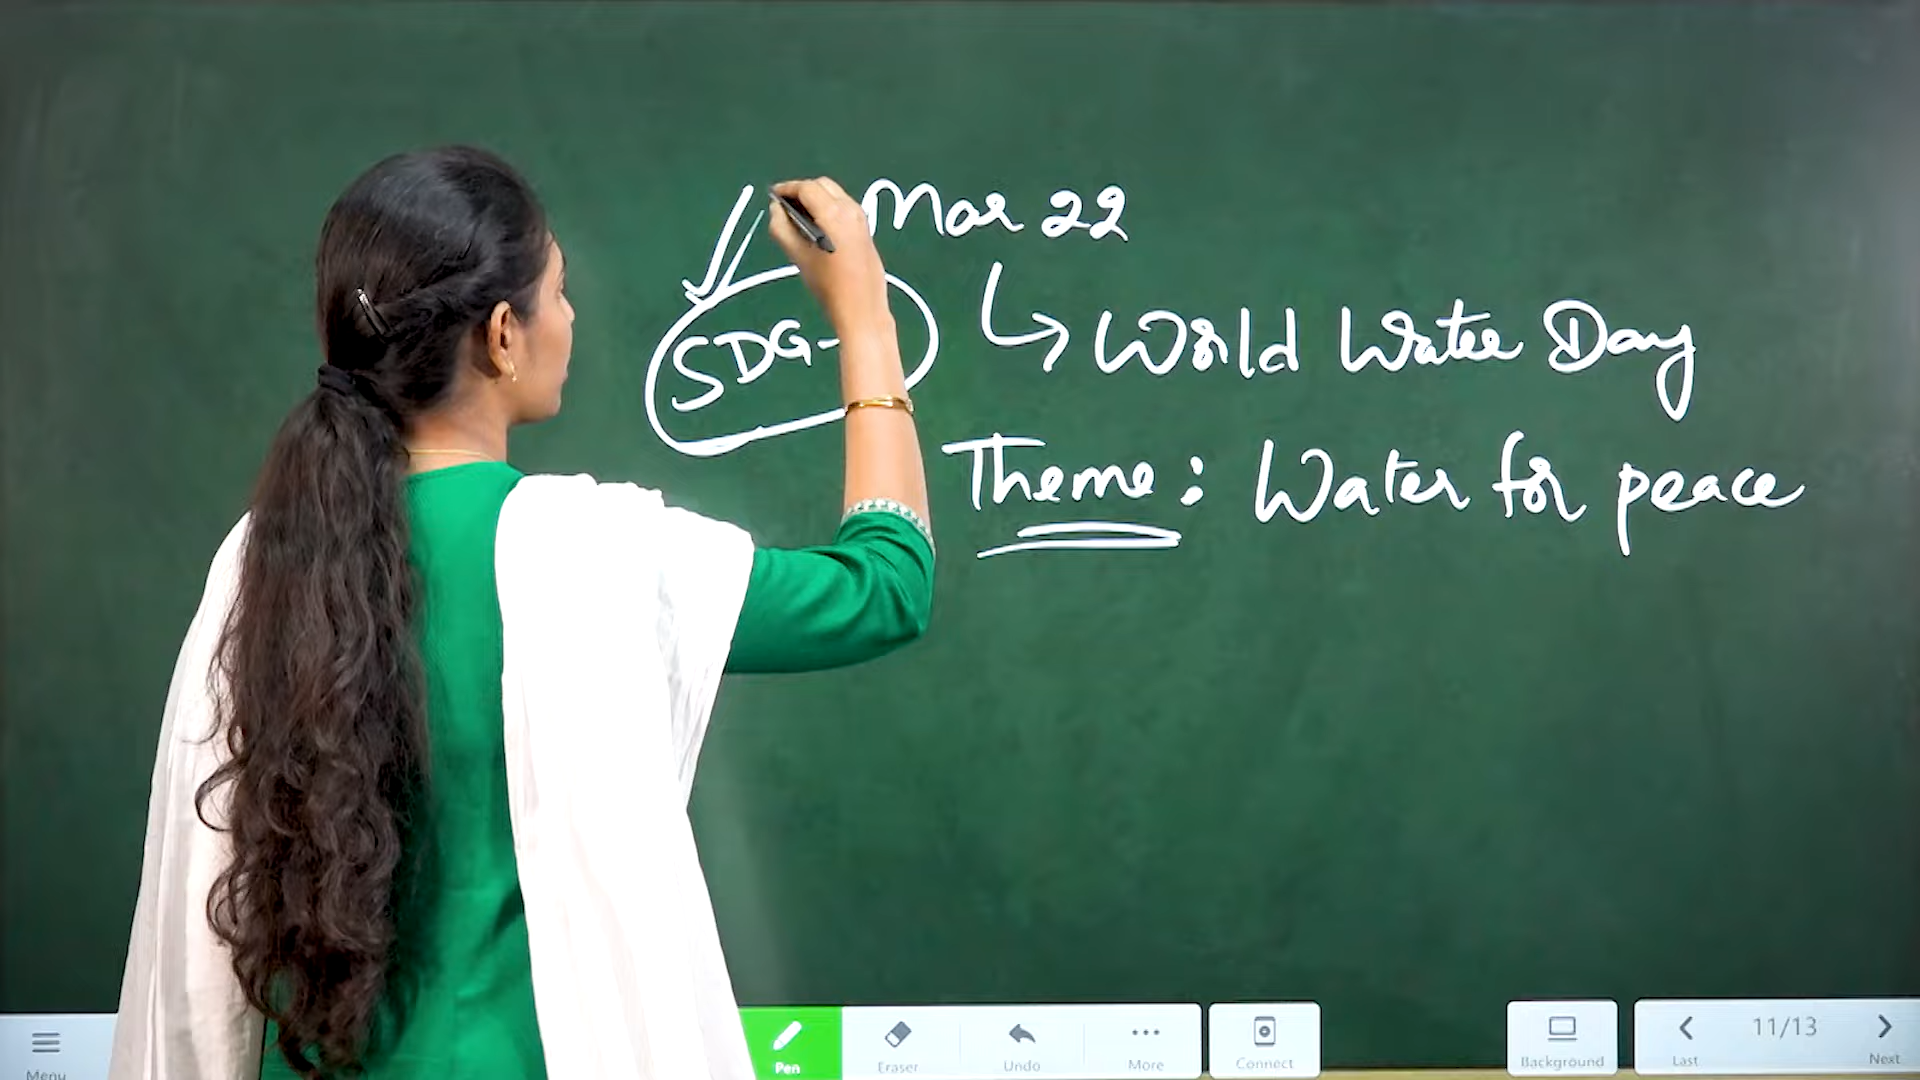 Mar 22
SDG-
World Water Day
Theme : Water for peace
Menu
Pen
Eraser
Undo
More
Connect
Background
Last
11/13
Next